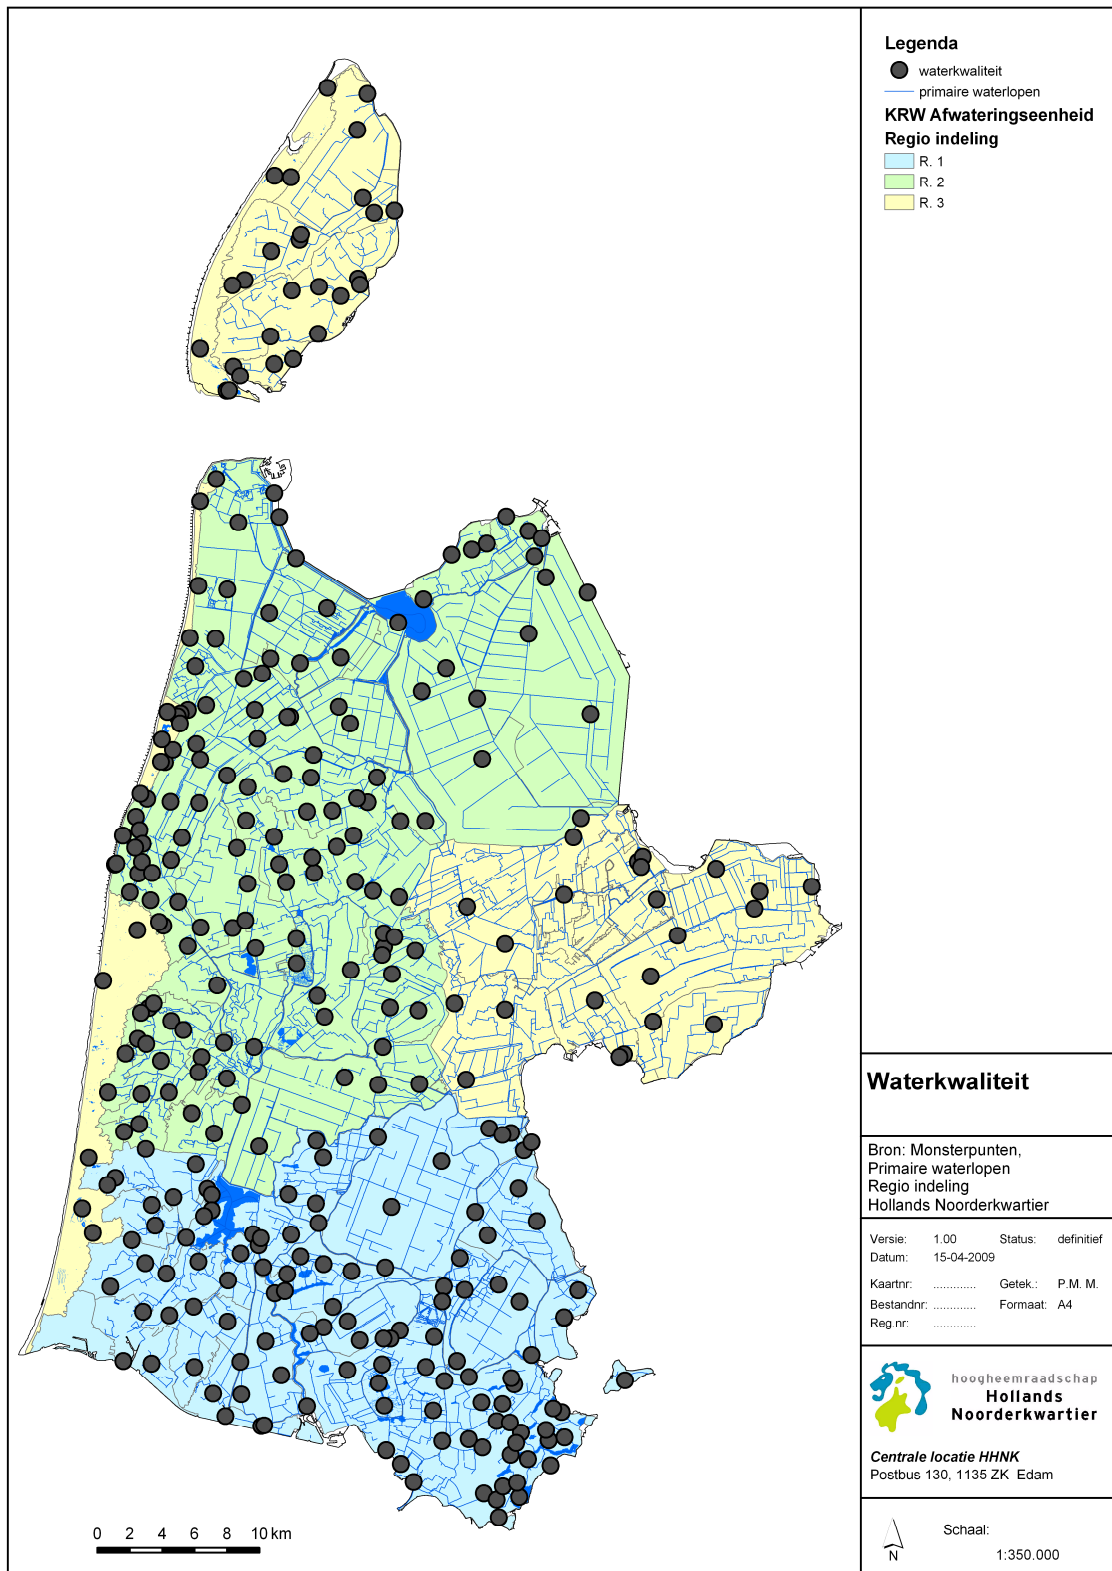 Legenda
waterkwaliteit
primaire waterlopen
KRW Afwateringseenheid
Regio indeling
R. 1
R. 2
R. 3
Waterkwaliteit
Bron: Monsterpunten,
Primaire waterlopen
Regio indeling
Hollands Noorderkwartier
Versie: 1.00 Status: definitief
Datum: 15-04-2009
Kaartnr: ............. Getek.: P.M. M.
Bestandnr: ............. Formaat: A4
Reg.nr: .............
hoogheemraadschap
Hollands
Noorderkwartier
Centrale locatie HHNK
Postbus 130, 1135 ZK Edam
N
Schaal:
1:350.000
0 2 4 6 8 10 km